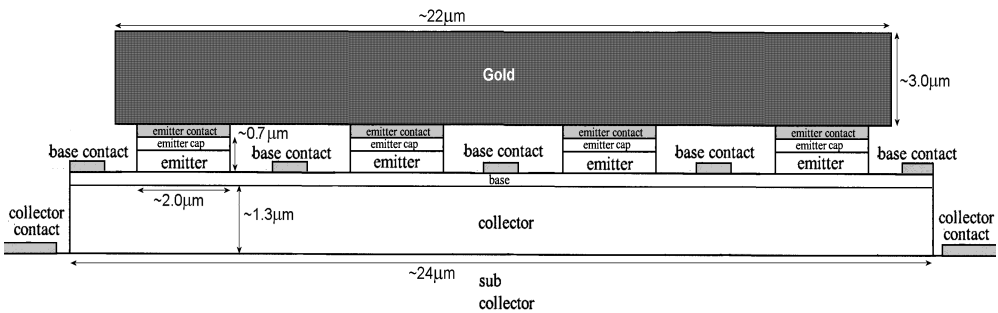 ~22µm
Gold
~3.0µm
emitter contact
emitter contact
emitter contact
emitter contact
~0.7µm
emitter cap
emitter cap
emitter cap
emitter cap
base contact
base contact
base contact
base contact
base contact
emitter
emitter
emitter
emitter
base
~2.0µm
~1.3µm
collector
contact
collector
collector
contact
~24µm
sub
collector